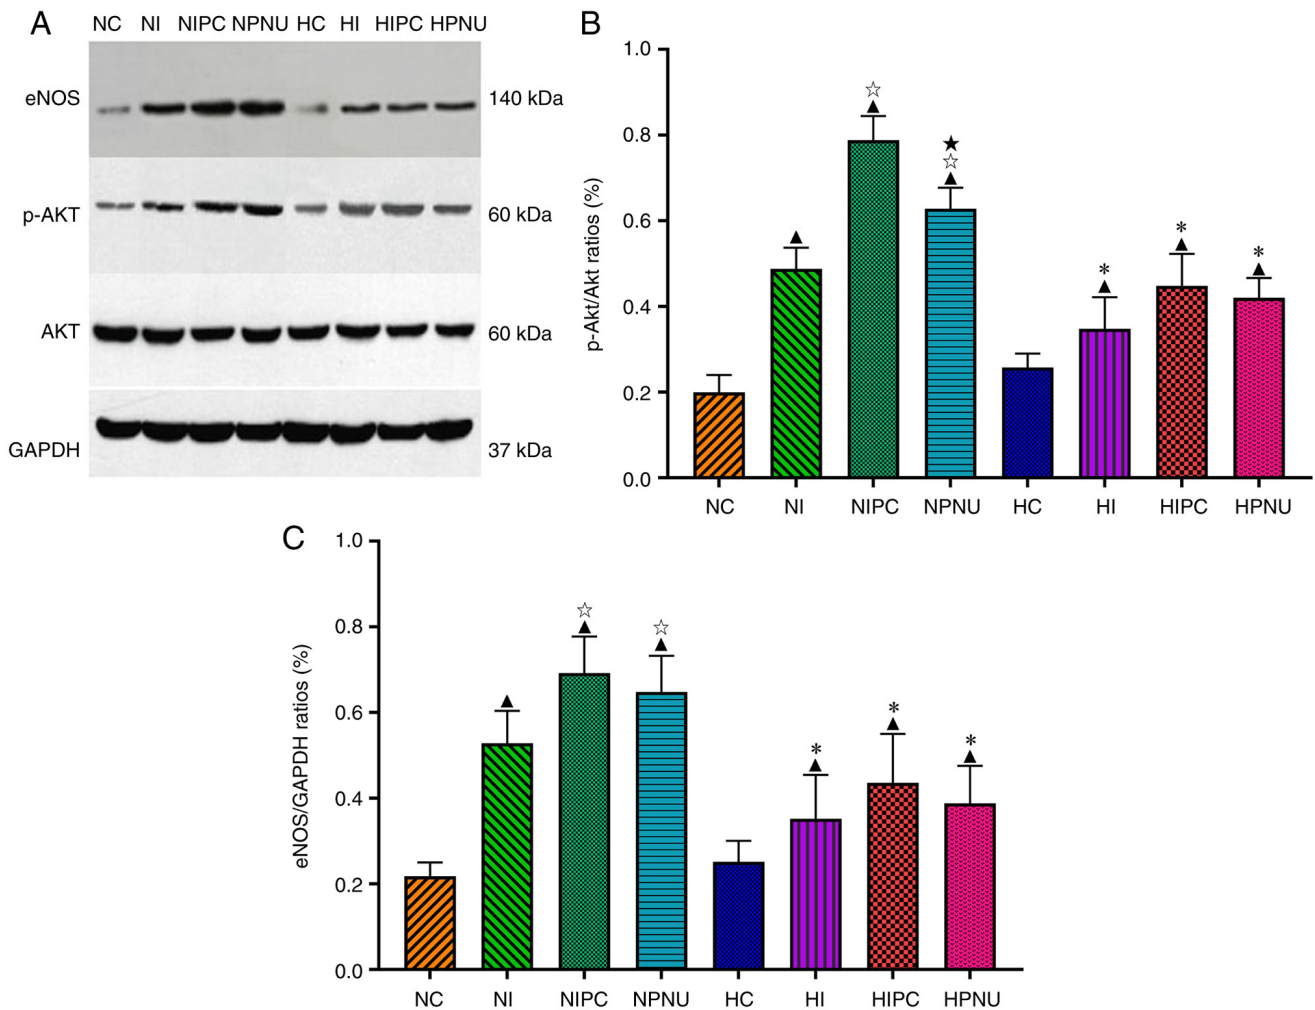 A
NC NI NIPC NPNU HC HI HIPC HPNU
eNOS 140 kDa
p-AKT 60 kDa
AKT 60 kDa
GAPDH 37 kDa
B
p-Akt/Akt ratios (%)
1.0
0.8
0.6
0.4
0.2
0.0
☆
▲
★
☆
▲
▲
*
▲
*
▲
*
▲
NC NI NIPC NPNU HC HI HIPC HPNU
C
eNOS/GAPDH ratios (%)
1.0
0.8
0.6
0.4
0.2
0.0
☆
▲
☆
▲
▲
*
▲
*
▲
*
▲
NC NI NIPC NPNU HC HI HIPC HPNU